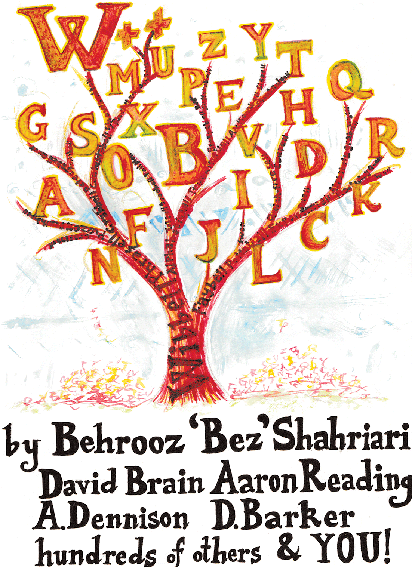 W++
M U Z Y T
P E Q
G S X H
O B V D R
A I K
F J C
N L
by Behrooz 'Bez' Shahriari
David Brain Aaron Reading
A.Dennison D.Barker
hundreds of others & YOU!